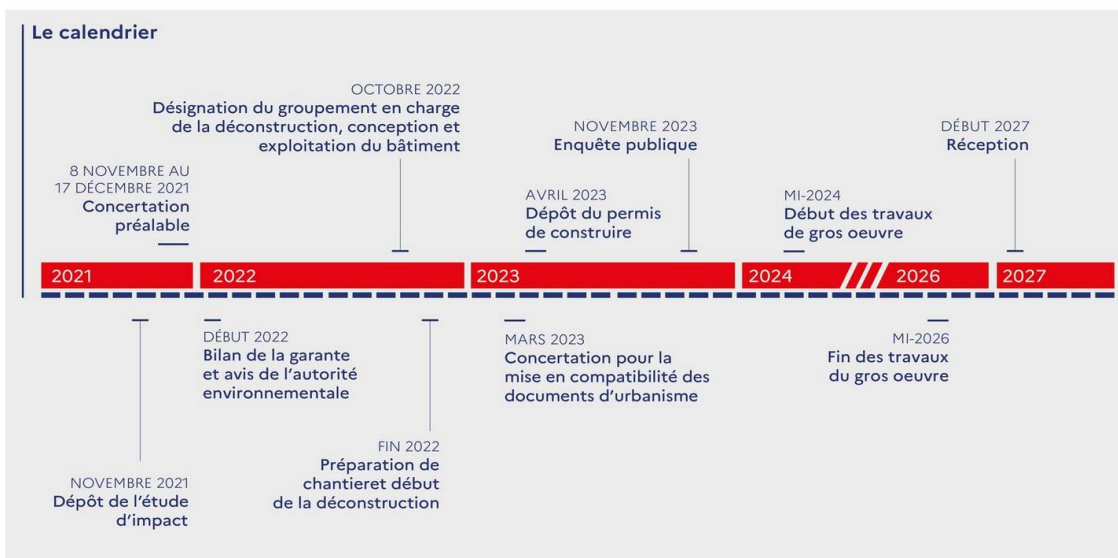 Le calendrier
OCTOBRE 2022
Désignation du groupement en charge
de la déconstruction, conception et
exploitation du bâtiment
NOVEMBRE 2023
Enquête publique
DÉBUT 2027
Réception
8 NOVEMBRE AU
17 DÉCEMBRE 2021
Concertation
préalable
AVRIL 2023
Dépôt du permis
de construire
MI-2024
Début des travaux
de gros oeuvre
2021
2022
2023
2024
2026
2027
DÉBUT 2022
Bilan de la garante
et avis de l'autorité
environnementale
MARS 2023
Concertation pour la
mise en compatibilité des
documents d'urbanisme
MI-2026
Fin des travaux
du gros oeuvre
FIN 2022
Préparation de
chantieret début
de la déconstruction
NOVEMBRE 2021
Dépôt de l'étude
d'impact